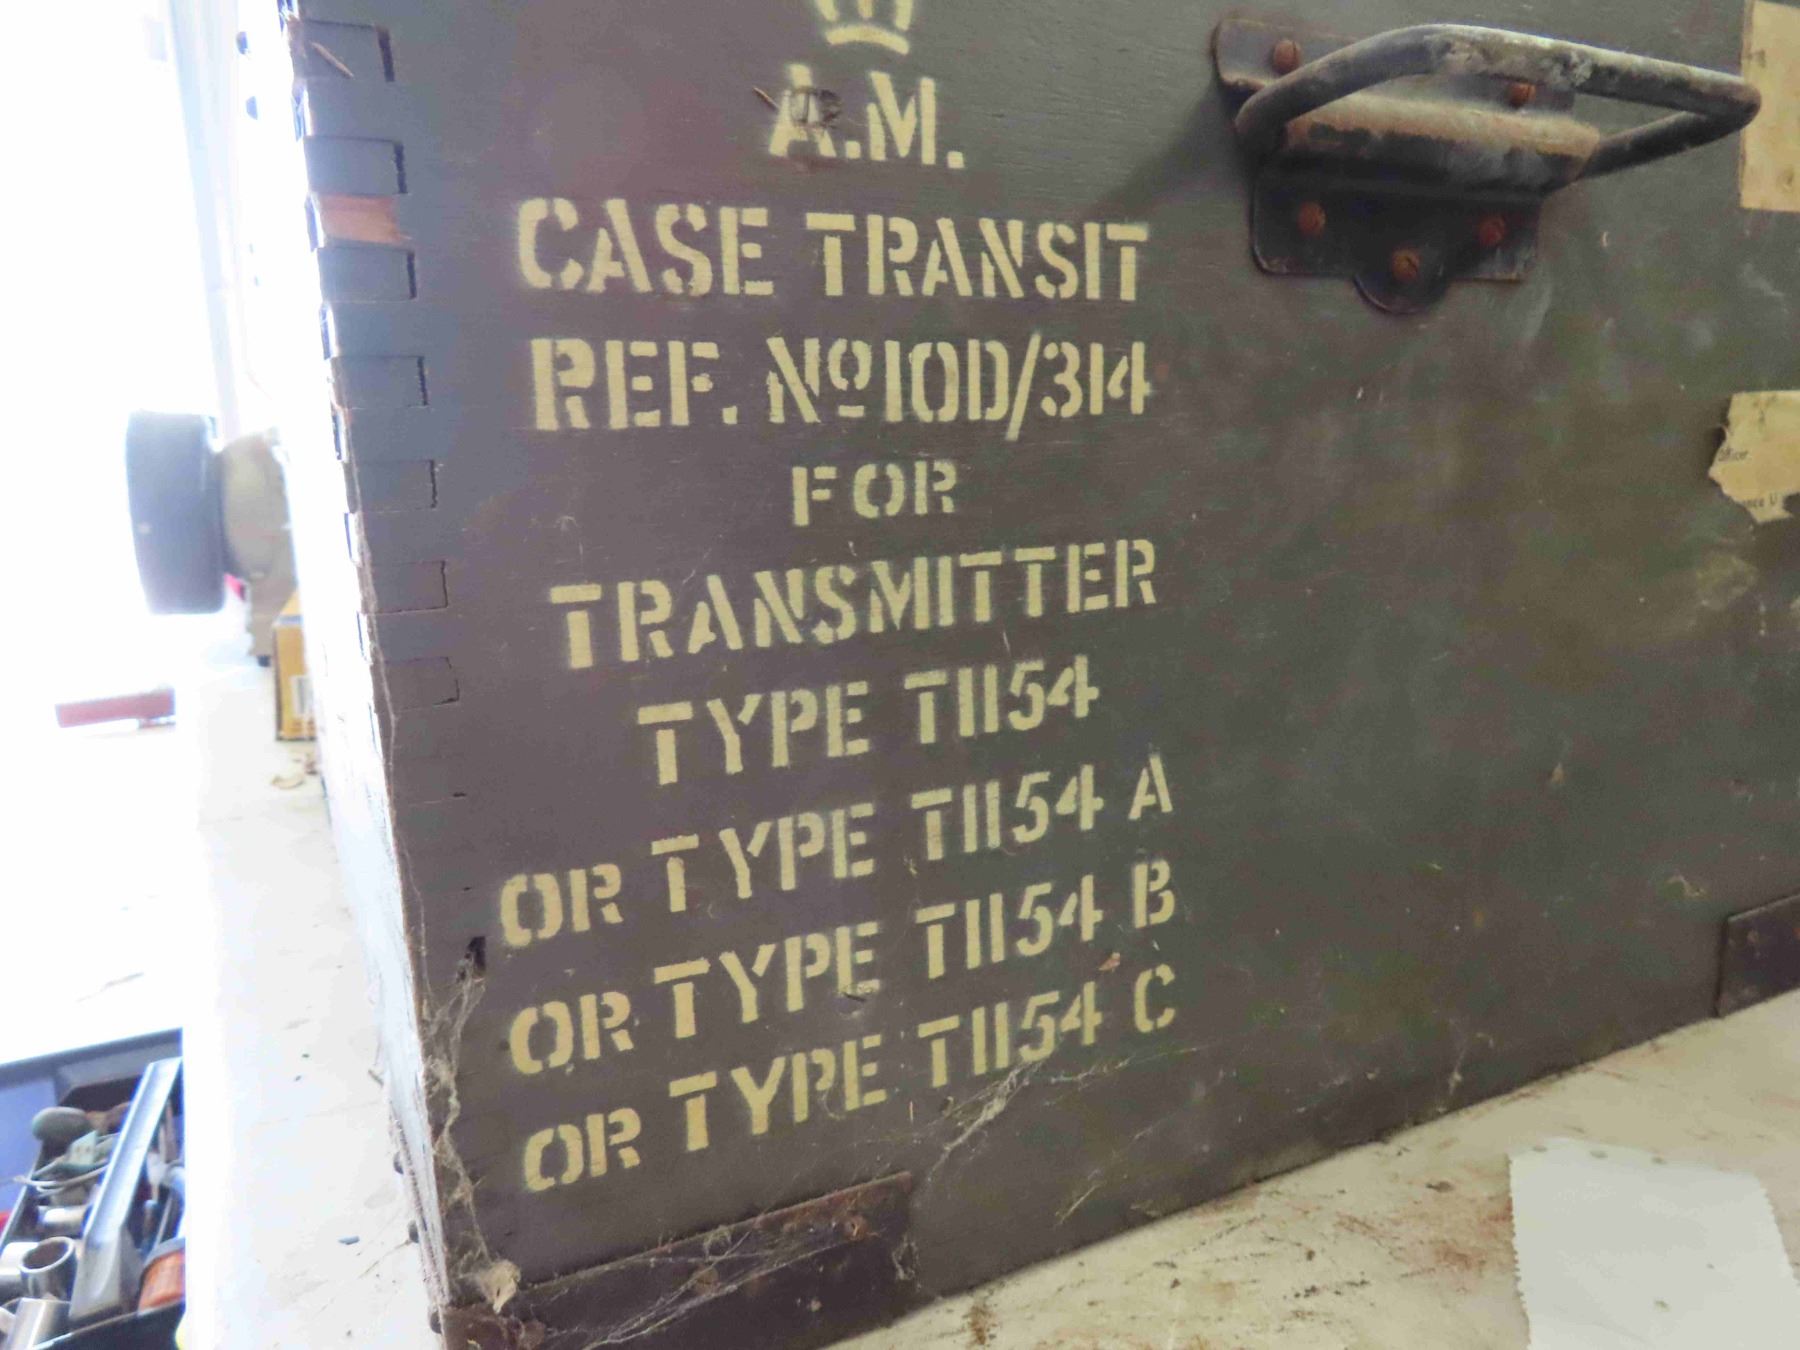 A.M.
CASE TRANSIT
REF. Nº 10D/314
FOR
TRANSMITTER
TYPE T1154
OR TYPE T1154 A
OR TYPE T1154 B
OR TYPE T1154 C